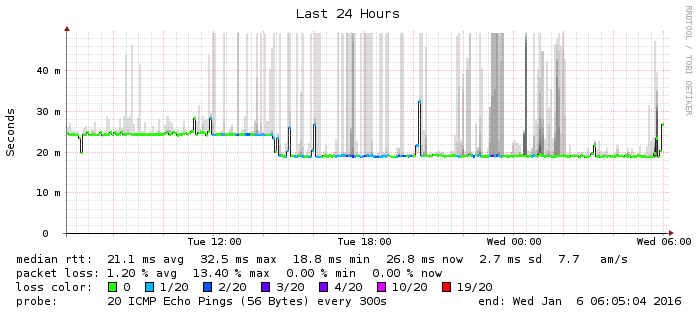 Last 24 Hours
RRDTOOL / TOBI OETIKER
Seconds
40 m
30 m
20 m
10 m
0
Tue 12:00 Tue 18:00 Wed 00:00 Wed 06:00
median rtt: 21.1 ms avg 32.5 ms max 18.8 ms min 26.8 ms now 2.7 ms sd 7.7 am/s
packet loss: 1.20 % avg 13.40 % max 0.00 % min 0.00 % now
loss color: 0 1/20 2/20 3/20 4/20 10/20 19/20
probe: 20 ICMP Echo Pings (56 Bytes) every 300s end: Wed Jan 6 06:05:04 2016